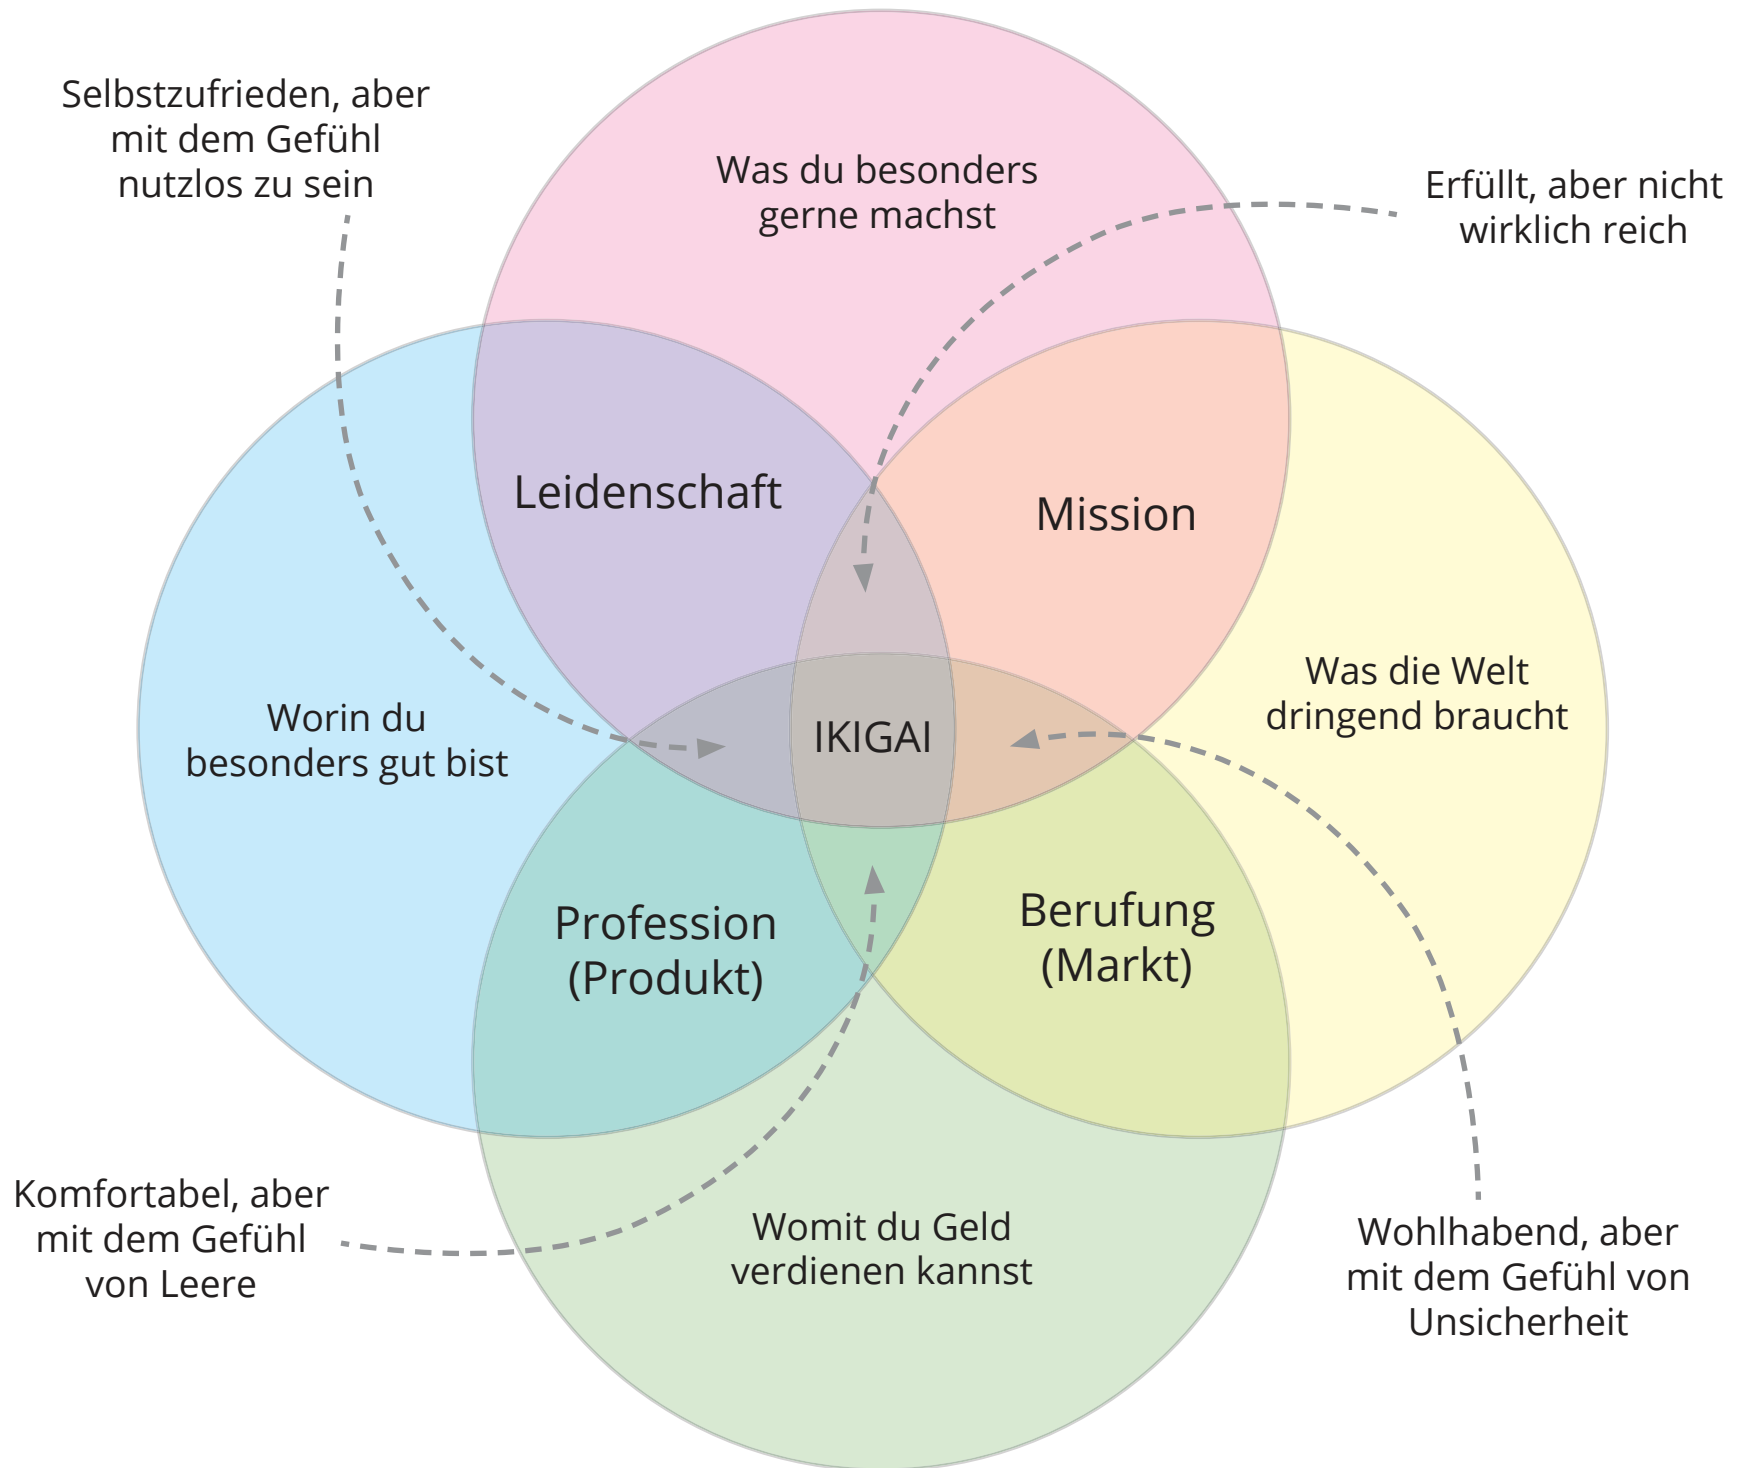 Selbstzufrieden, aber
mit dem Gefühl
nutzlos zu sein
Was du besonders
gerne machst
Erfüllt, aber nicht
wirklich reich
Leidenschaft
Mission
Worin du
besonders gut bist
IKIGAI
Was die Welt
dringend braucht
Profession
(Produkt)
Berufung
(Markt)
Komfortabel, aber
mit dem Gefühl
von Leere
Womit du Geld
verdienen kannst
Wohlhabend, aber
mit dem Gefühl von
Unsicherheit